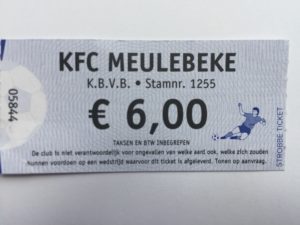 KFC MEULEBEKE
K.B.V.B. • Stamnr. 1255
€ 6,00
TAKSEN EN BTW INBEGREPEN
De club is niet verantwoordelijk voor ongevallen van welke aard ook, welke zich zouden
kunnen voordoen op een wedstrijd waarvoor dit ticket is afgeleverd. Tonen op aanvraag.
05844
STROBBE TICKET